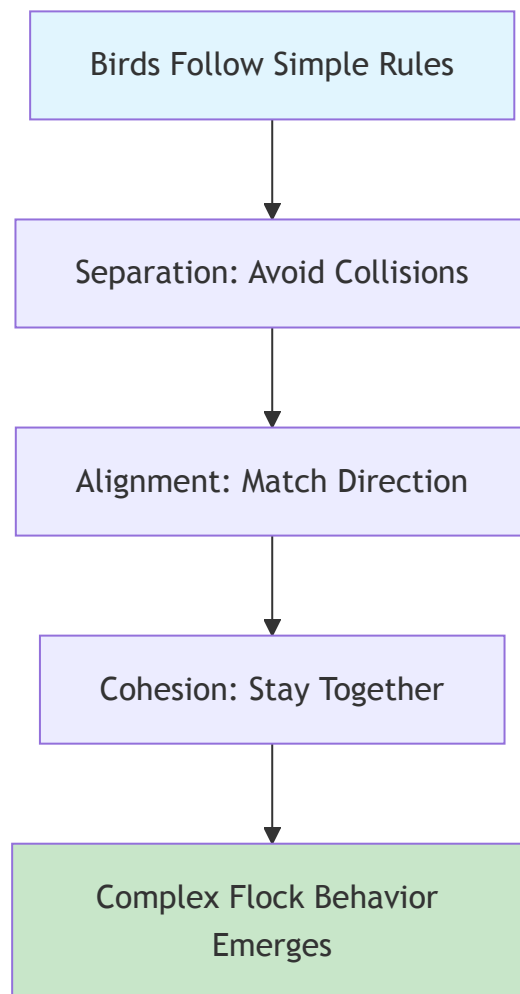 Birds Follow Simple Rules
Separation: Avoid Collisions
Alignment: Match Direction
Cohesion: Stay Together
Complex Flock Behavior
Emerges